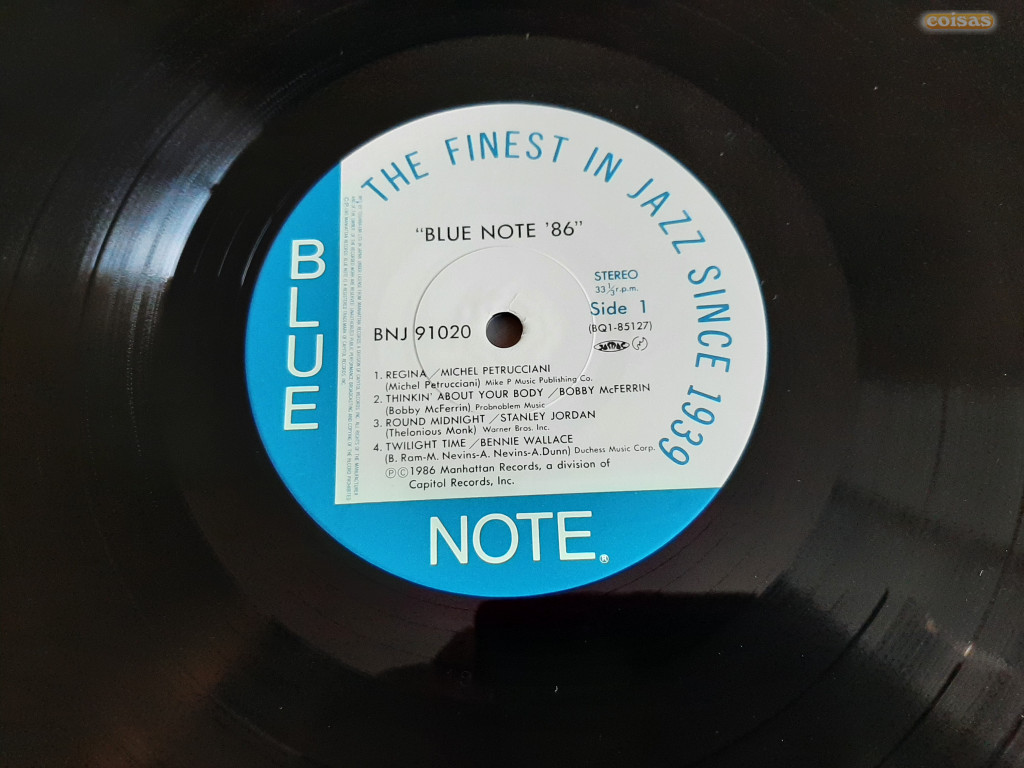 coisas
THE FINEST IN JAZZ SINCE 1939
"BLUE NOTE '86"
STEREO
33 1/3 r.p.m.
Side 1
(BQ1-85127)
BNJ 91020
1. REGINA/MICHEL PETRUCCIANI
(Michel Petrucciani) Mike P Music Publishing Co.
2. THINKIN' ABOUT YOUR BODY/BOBBY McFERRIN
(Bobby McFerrin) Probnoblem Music
3. ROUND MIDNIGHT/STANLEY JORDAN
(Thelonious Monk) Warner Bros. Inc.
4. TWILIGHT TIME/BENNIE WALLACE
(B. Ram-M. Nevins-A. Nevins-A.Dunn) Duchess Music Corp.
ⓅⒸ1986 Manhattan Records, a division of
Capitol Records, Inc.
BLUE
NOTE®